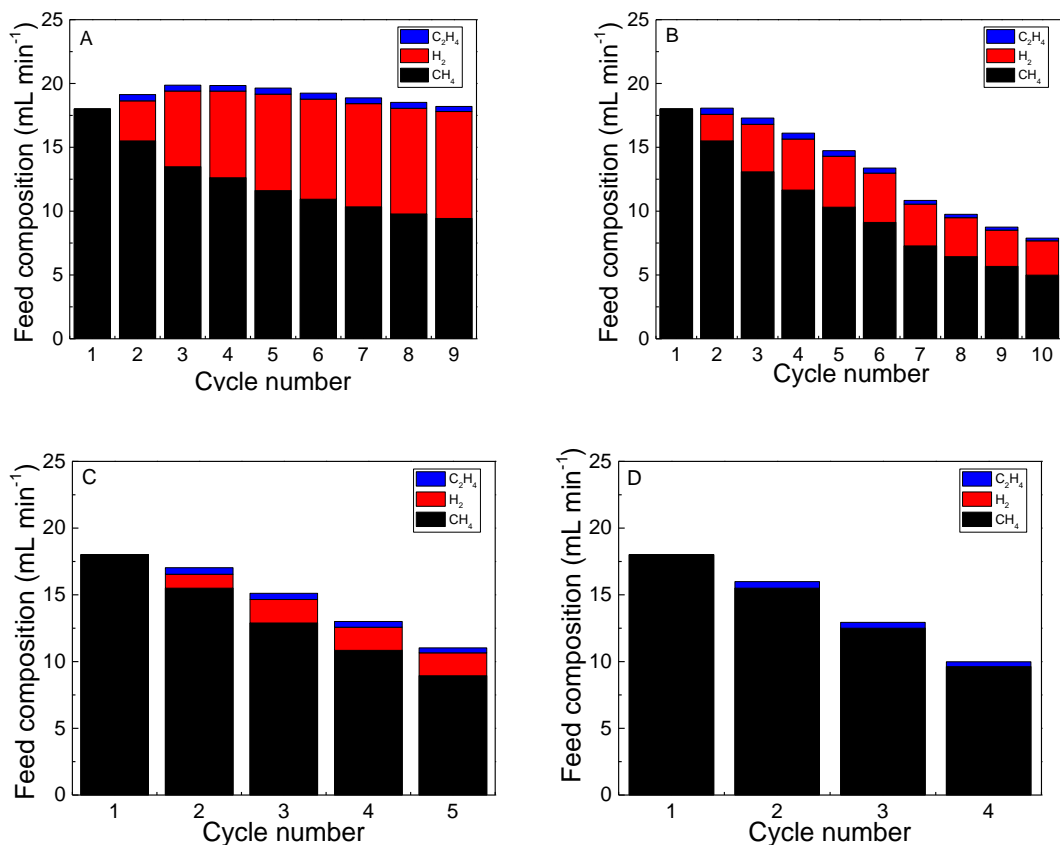 A
C₂H₄
H₂
CH₄
25
20
15
10
5
0
Feed composition (mL min⁻¹)
1 2 3 4 5 6 7 8 9
Cycle number
B
C₂H₄
H₂
CH₄
25
20
15
10
5
0
Feed composition (mL min⁻¹)
1 2 3 4 5 6 7 8 9 10
Cycle number
C
C₂H₄
H₂
CH₄
25
20
15
10
5
0
Feed composition (mL min⁻¹)
1 2 3 4 5
Cycle number
D
C₂H₄
H₂
CH₄
25
20
15
10
5
0
Feed composition (mL min⁻¹)
1 2 3 4
Cycle number